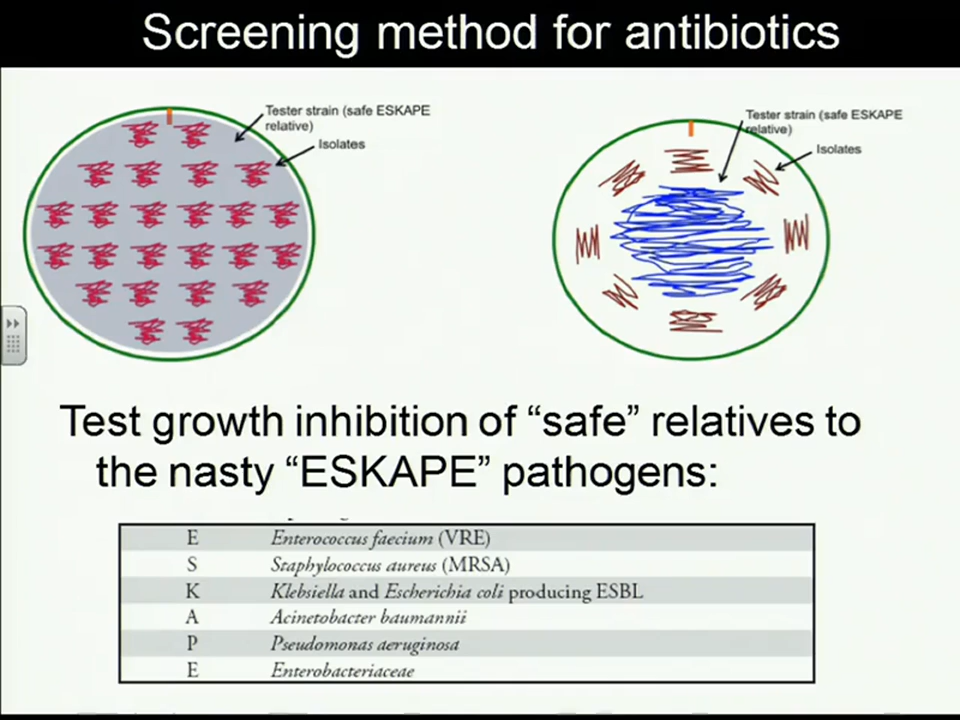 Screening method for antibiotics
Tester strain (safe ESKAPE
relative)
Isolates
Tester strain (safe ESKAPE
relative)
Isolates
Test growth inhibition of “safe” relatives to
the nasty “ESKAPE” pathogens:
E Enterococcus faecium (VRE)
S Staphylococcus aureus (MRSA)
K Klebsiella and Escherichia coli producing ESBL
A Acinetobacter baumannii
P Pseudomonas aeruginosa
E Enterobacteriaceae